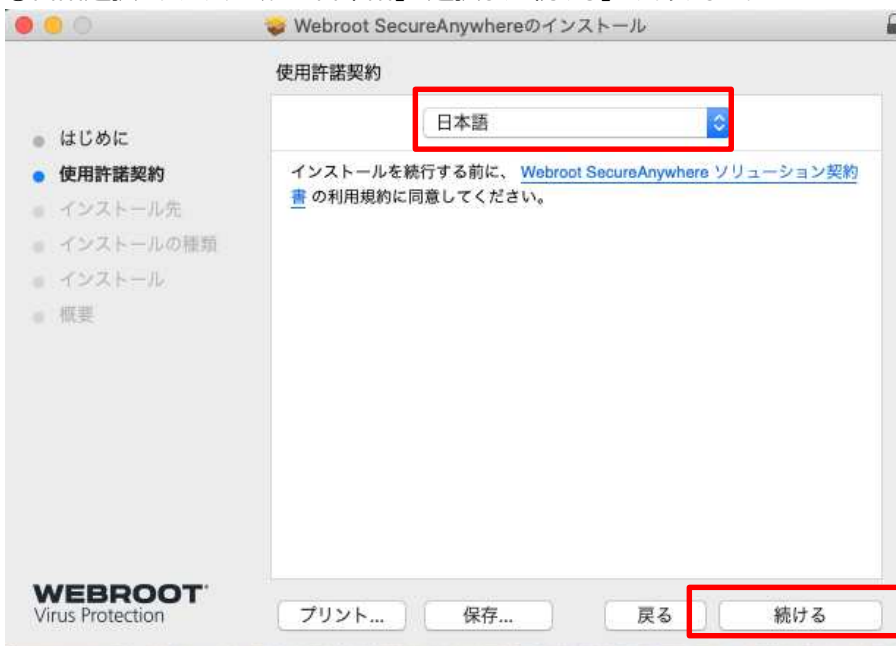 Webroot SecureAnywhereのインストール
使用許諾契約
日本語
はじめに
使用許諾契約
インストール先
インストールの種類
インストール
概要
インストールを続行する前に、 Webroot SecureAnywhere ソリューション契約
書 の利用規約に同意してください。
WEBROOT
Virus Protection
プリント...
保存...
戻る
続ける